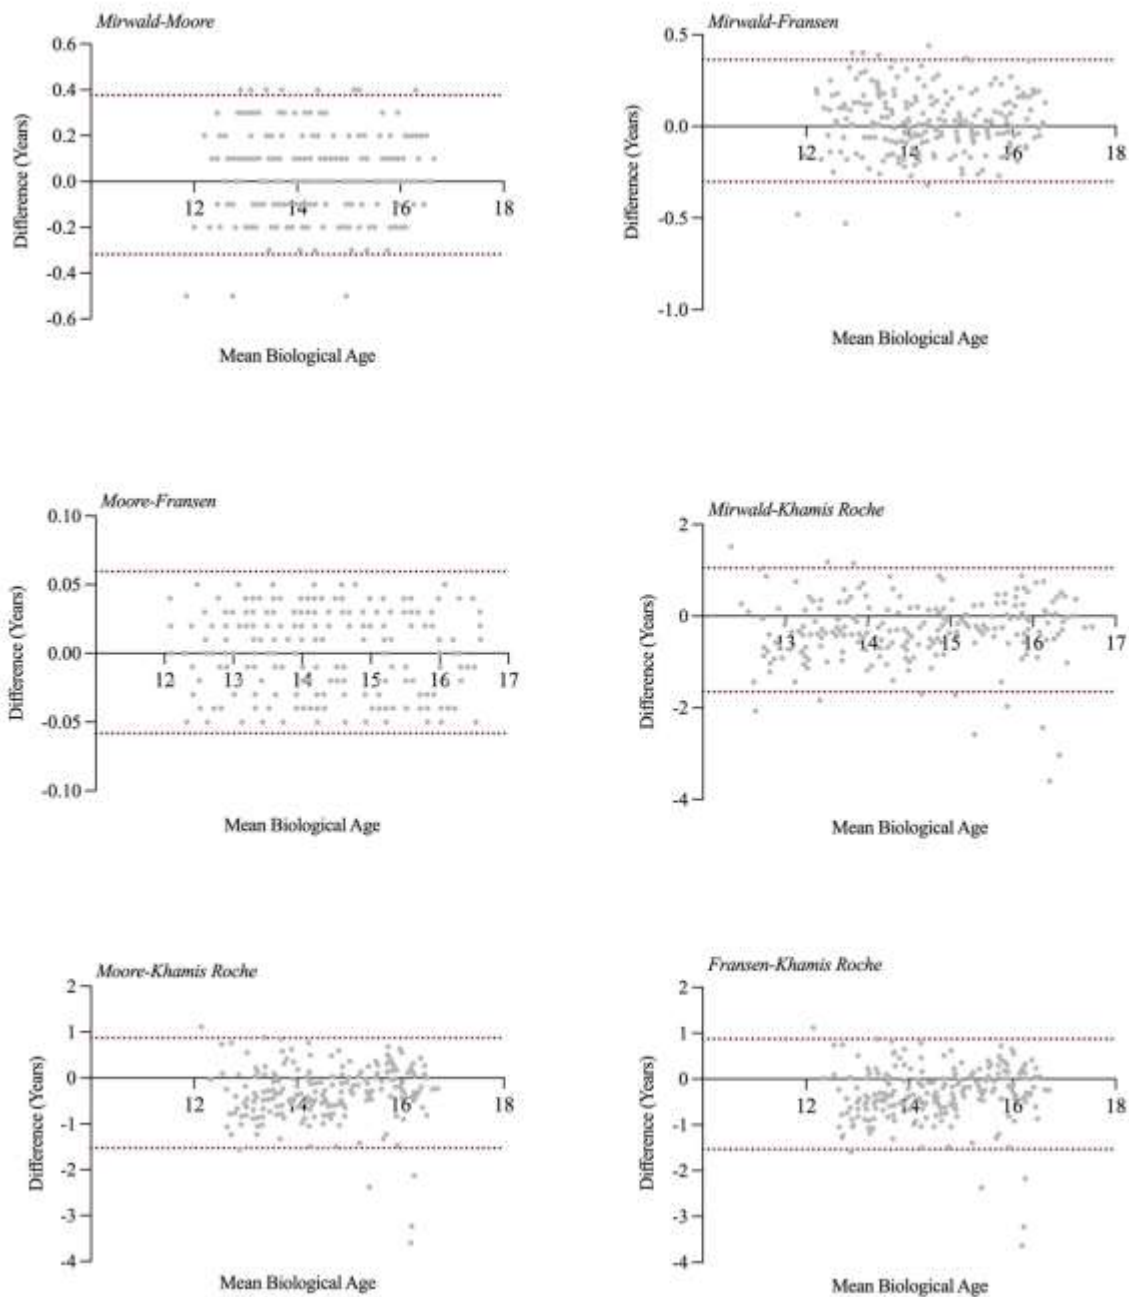 Mirwald-Moore
0.6
0.4
0.2
0.0
-0.2
-0.4
-0.6
12 14 16 18
Difference (Years)
Mean Biological Age
Mirwald-Fransen
0.5
0.0
-0.5
-1.0
12 14 16 18
Difference (Years)
Mean Biological Age
Moore-Fransen
0.10
0.05
0.00
-0.05
-0.10
12 13 14 15 16 17
Difference (Years)
Mean Biological Age
Mirwald-Khamis Roche
2
0
-2
-4
13 14 15 16 17
Difference (Years)
Mean Biological Age
Moore-Khamis Roche
2
1
0
-1
-2
-3
-4
12 14 16 18
Difference (Years)
Mean Biological Age
Fransen-Khamis Roche
2
1
0
-1
-2
-3
-4
12 14 16 18
Difference (Years)
Mean Biological Age